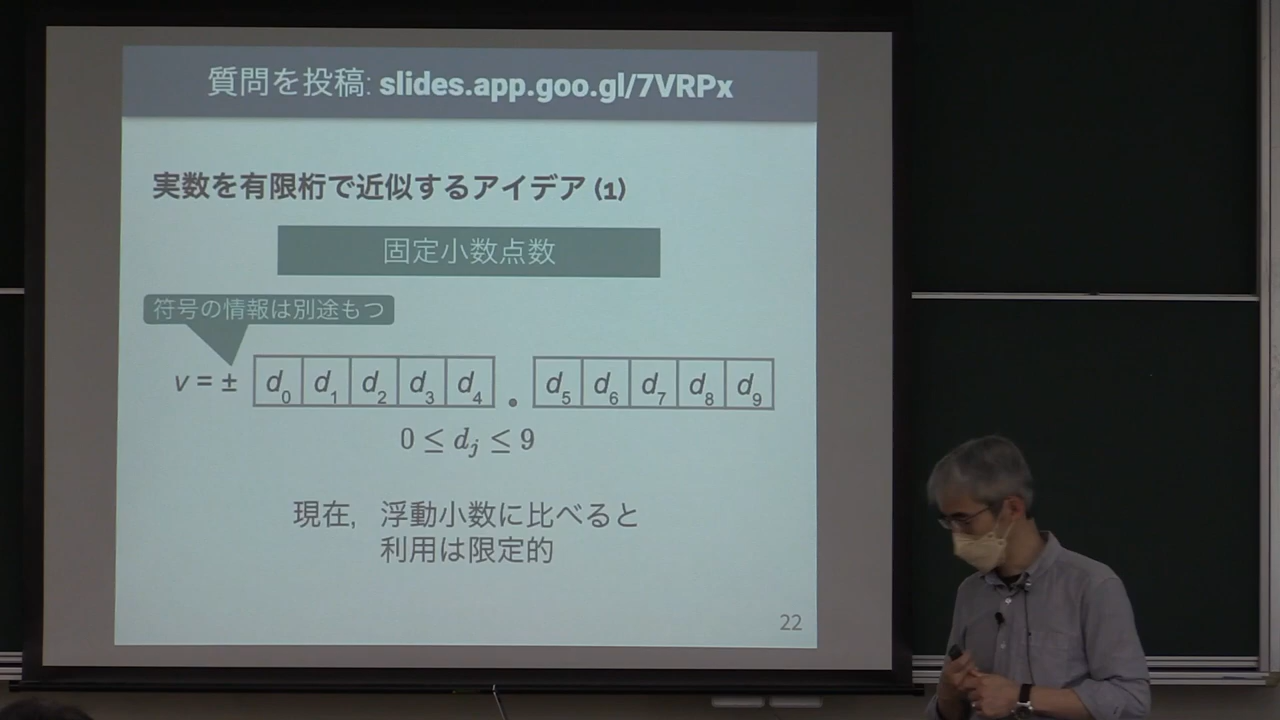 質問を投稿: slides.app.goo.gl/7VRPx
実数を有限桁で近似するアイデア (1)
固定小数点数
符号の情報は別途もつ
v = ± d0 d1 d2 d3 d4 . d5 d6 d7 d8 d9
0 ≤ dj ≤ 9
現在, 浮動小数に比べると
利用は限定的
22